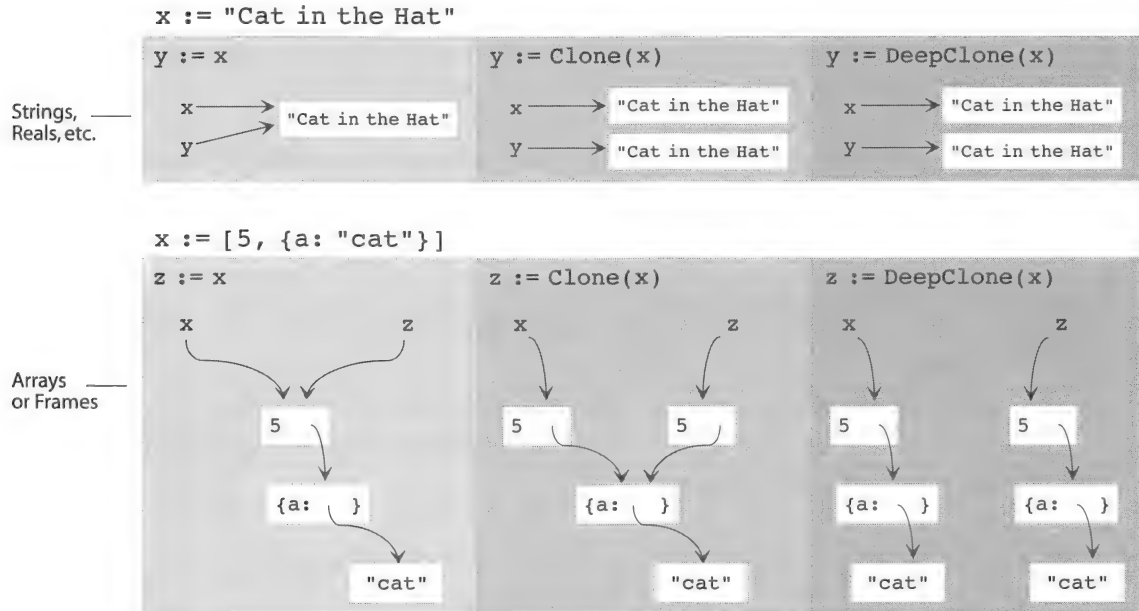 x := "Cat in the Hat"
y := x
y := Clone(x)
y := DeepClone(x)
Strings,
Reals, etc.
x
y
"Cat in the Hat"
x
"Cat in the Hat"
y
"Cat in the Hat"
x
"Cat in the Hat"
y
"Cat in the Hat"
x := [5, {a: "cat"}]
z := x
z := Clone(x)
z := DeepClone(x)
Arrays
or Frames
x
z
5
{a: }
"cat"
x
z
5
5
{a: }
"cat"
x
z
5
5
{a: }
{a: }
"cat"
"cat"